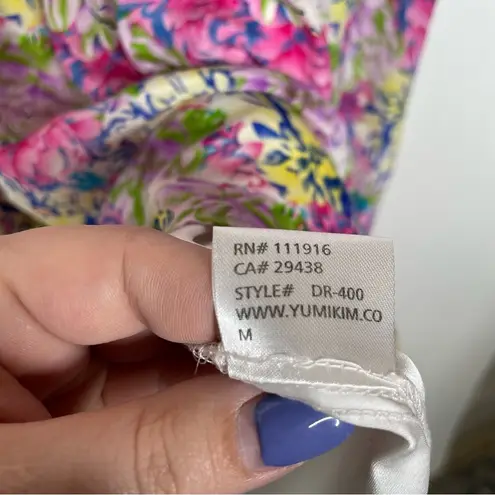 RN# 111916
CA# 29438
STYLE# DR-400
WWW.YUMIKIM.CO
M